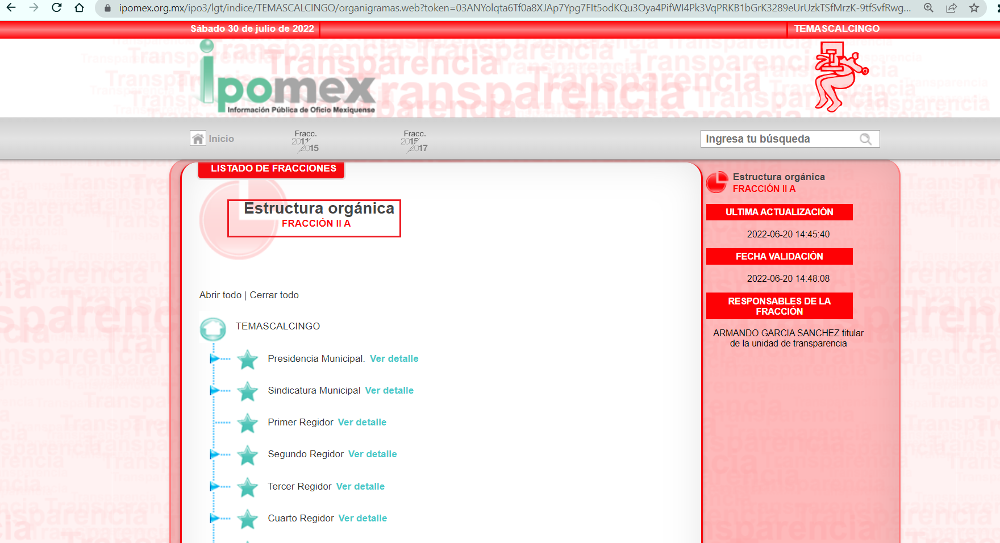 ipomex.org.mx/ipo3/lgt/indice/TEMASCALCINGO/organigramas.web?token=03ANYolqta6Tf0a8XJAp7Ypg7FIt5odKQu3Oya4PifWI4Pk3VqPRKB1bGrK3289eUrUzkTSfMrzK-9tfSvfRwg...
Sábado 30 de julio de 2022
TEMASCALCINGO
Transparencia
ipomex
Información Pública de Oficio Mexiquense
Inicio
Fracc.
2011
2015
Fracc.
2015
2017
Ingresa tu búsqueda
LISTADO DE FRACCIONES
Estructura orgánica
FRACCIÓN II A
Abrir todo | Cerrar todo
TEMASCALCINGO
Presidencia Municipal. Ver detalle
Sindicatura Municipal Ver detalle
Primer Regidor Ver detalle
Segundo Regidor Ver detalle
Tercer Regidor Ver detalle
Cuarto Regidor Ver detalle
Estructura orgánica
FRACCIÓN II A
ULTIMA ACTUALIZACIÓN
2022-06-20 14:45:40
FECHA VALIDACIÓN
2022-06-20 14:48:08
RESPONSABLES DE LA
FRACCIÓN
ARMANDO GARCIA SANCHEZ titular
de la unidad de transparencia